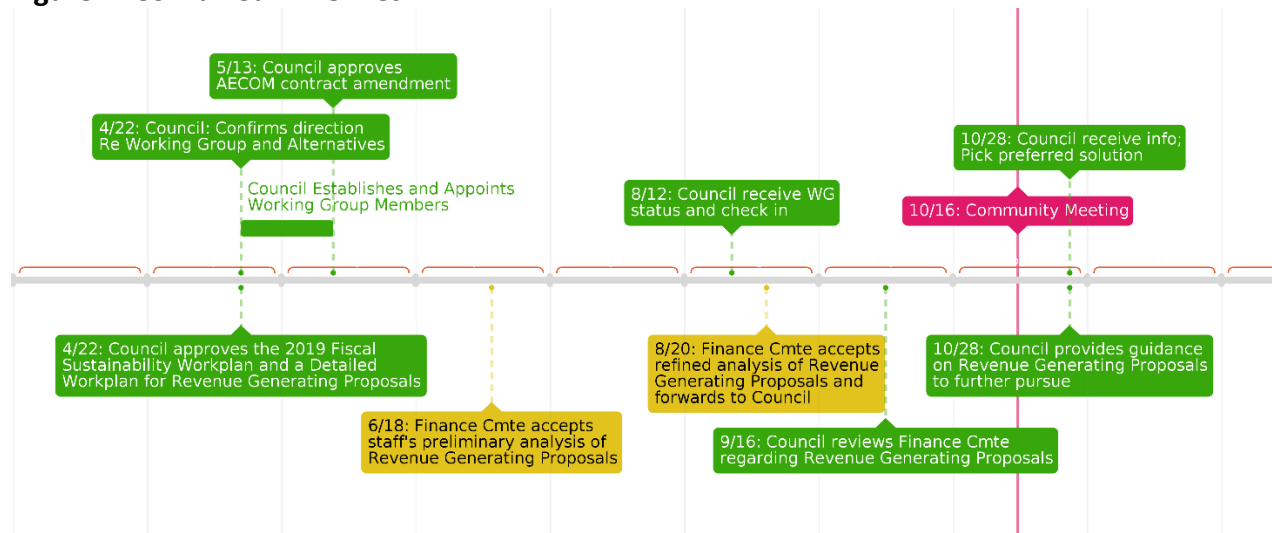 5/13: Council approves
AECOM contract amendment
4/22: Council: Confirms direction
Re Working Group and Alternatives
Council Establishes and Appoints
Working Group Members
8/12: Council receive WG
status and check in
10/28: Council receive info;
Pick preferred solution
10/16: Community Meeting
4/22: Council approves the 2019 Fiscal
Sustainability Workplan and a Detailed
Workplan for Revenue Generating Proposals
6/18: Finance Cmte accepts
staff's preliminary analysis of
Revenue Generating Proposals
8/20: Finance Cmte accepts
refined analysis of Revenue
Generating Proposals and
forwards to Council
9/16: Council reviews Finance Cmte
regarding Revenue Generating Proposals
10/28: Council provides guidance
on Revenue Generating Proposals
to further pursue